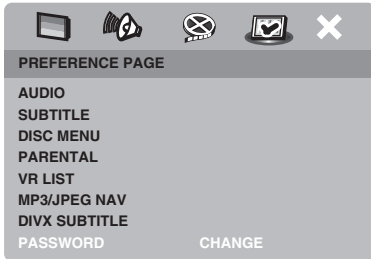 PREFERENCE PAGE
AUDIO
SUBTITLE
DISC MENU
PARENTAL
VR LIST
MP3/JPEG NAV
DIVX SUBTITLE
PASSWORD CHANGE